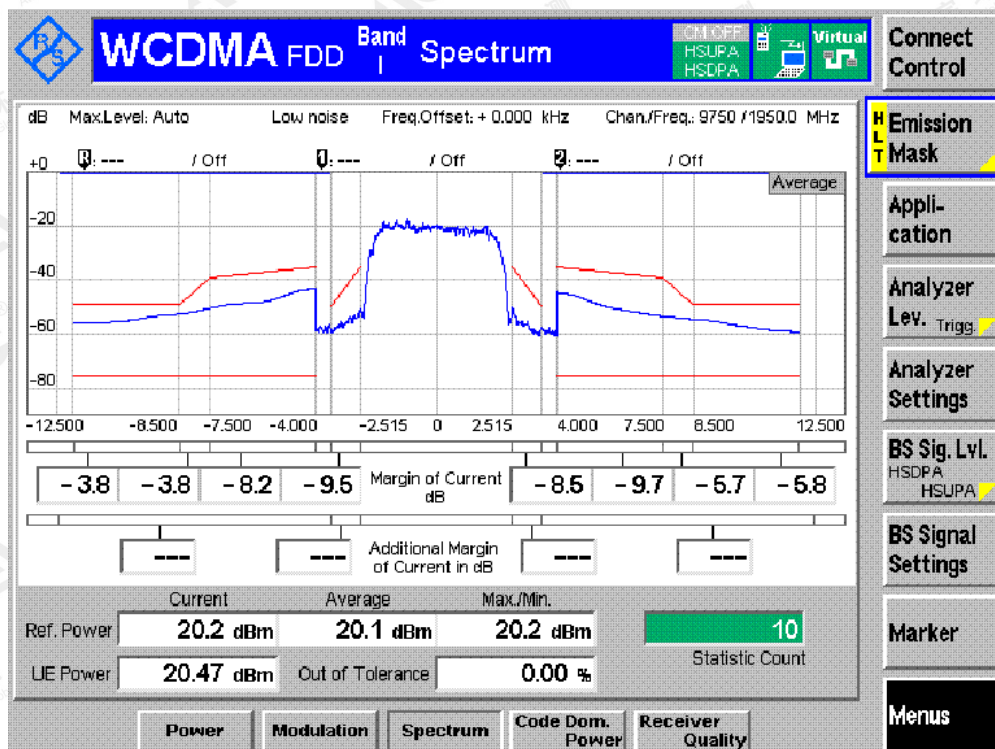 R S
WCDMA FDD Band I Spectrum
HSUPA
HSDPA
Virtual
Connect Control
dB Max.Level: Auto Low noise Freq.Offset: + 0.000 kHz Chan./Freq.: 9750 / 1950.0 MHz
R: --- / Off 1: --- / Off 2: --- / Off
Average
+0
-20
-40
-60
-80
-12.500 -8.500 -7.500 -4.000 -2.515 0 2.515 4.000 7.500 8.500 12.500
-3.8 -3.8 -8.2 -9.5 Margin of Current dB -8.5 -9.7 -5.7 -5.8
--- --- Additional Margin of Current in dB --- ---
Current Average Max./Min.
Ref. Power 20.2 dBm 20.1 dBm 20.2 dBm 10
Statistic Count
UE Power 20.47 dBm Out of Tolerance 0.00 %
Power Modulation Spectrum Code Dom. Power Receiver Quality
HLT Emission Mask
Appli-
cation
Analyzer
Lev. Trigg.
Analyzer
Settings
BS Sig. Lvl.
HSDPA
HSUPA
BS Signal
Settings
Marker
Menus